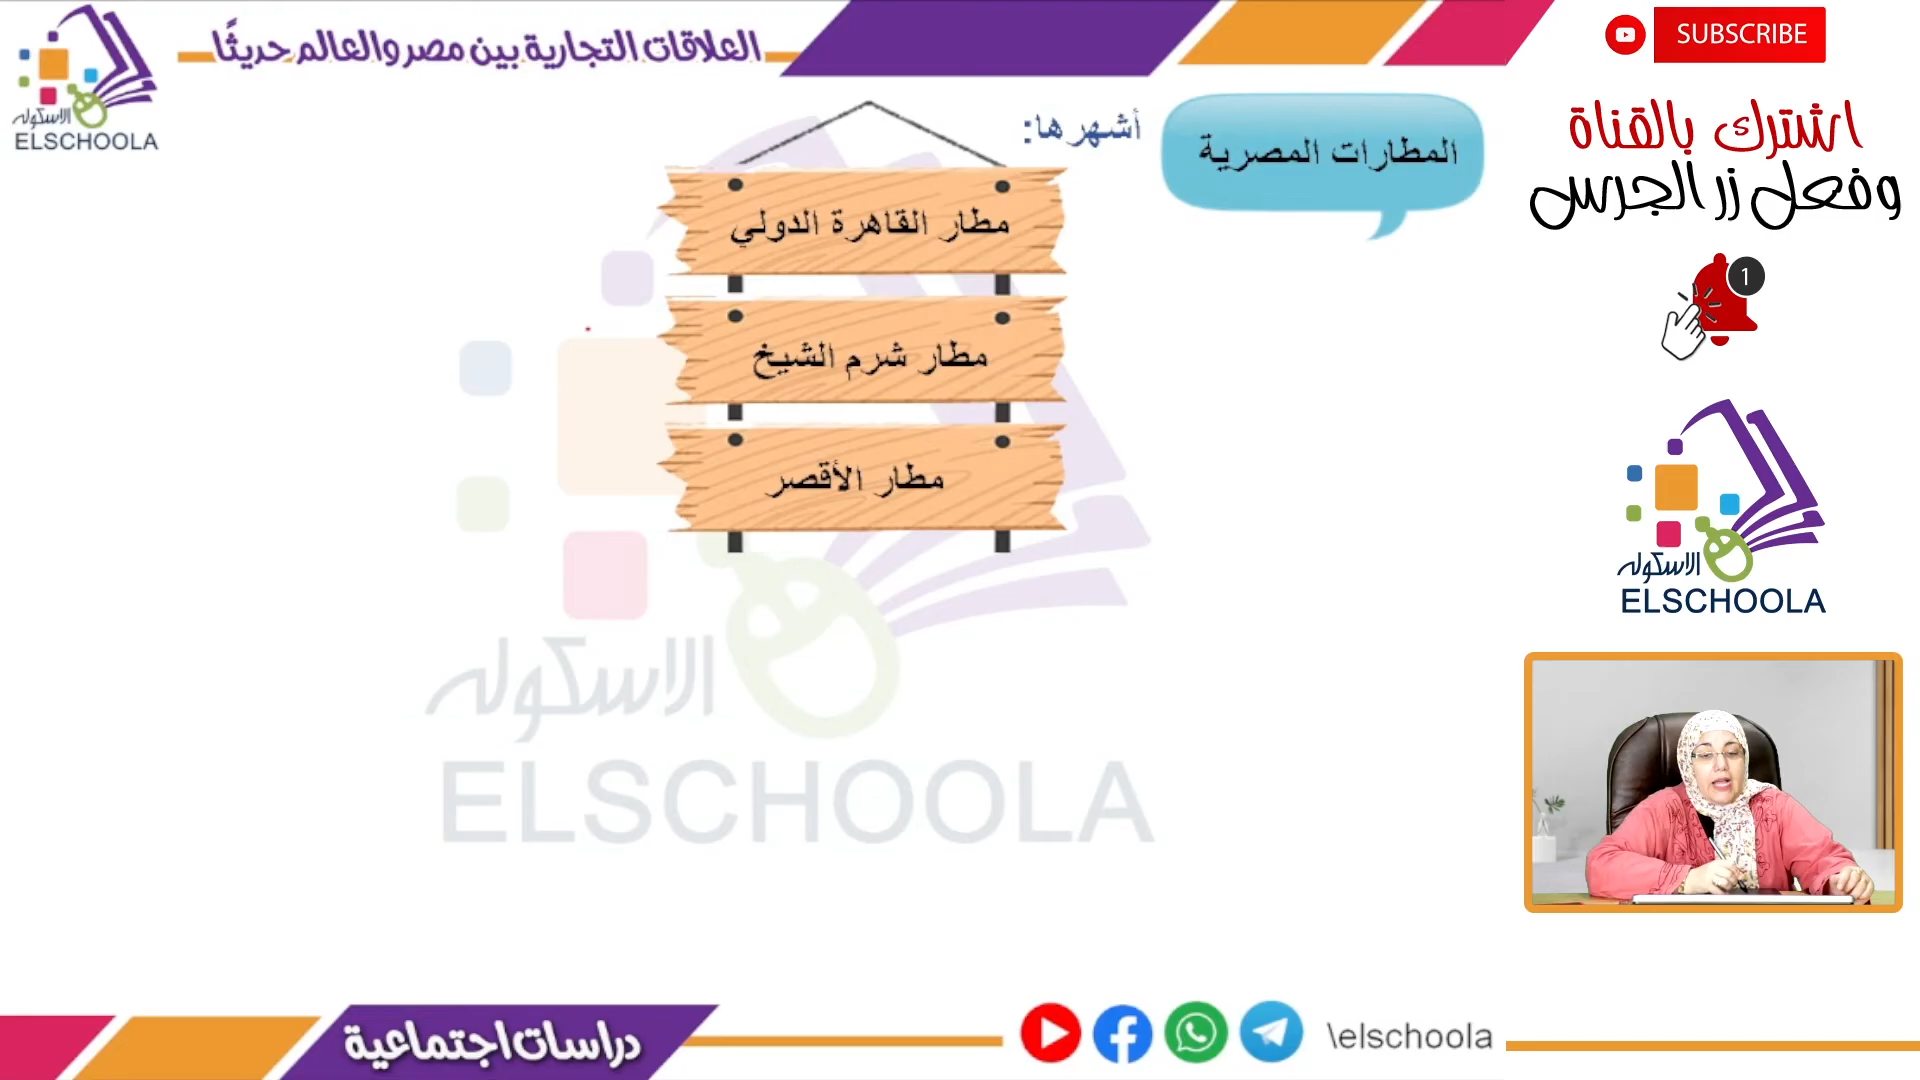 العلاقات التجارية بين مصر والعالم حديثًا
SUBSCRIBE
الاسكوله
ELSCHOOLA
المطارات المصرية
أشهرها:
اشترك بالقناة
وفعل زر الجرس
1
مطار القاهرة الدولي
مطار شرم الشيخ
مطار الأقصر
الاسكوله
ELSCHOOLA
الاسكوله
ELSCHOOLA
دراسات اجتماعية
\elschoola